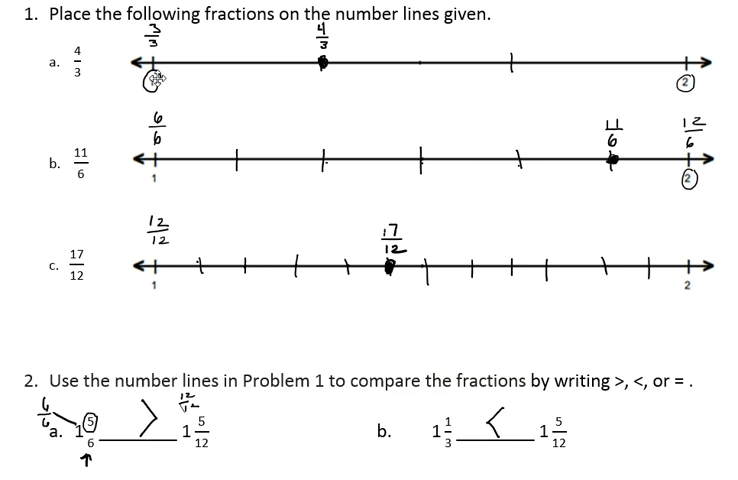 1. Place the following fractions on the number lines given.
3/3 4/3
a. 4/3
2
6/6 11/6 12/6
b. 11/6
1 2
12/12 17/12
c. 17/12
1 2
2. Use the number lines in Problem 1 to compare the fractions by writing >, <, or = .
6/6 12/12
a. 1 5/6 > 1 5/12 b. 1 1/3 < 1 5/12